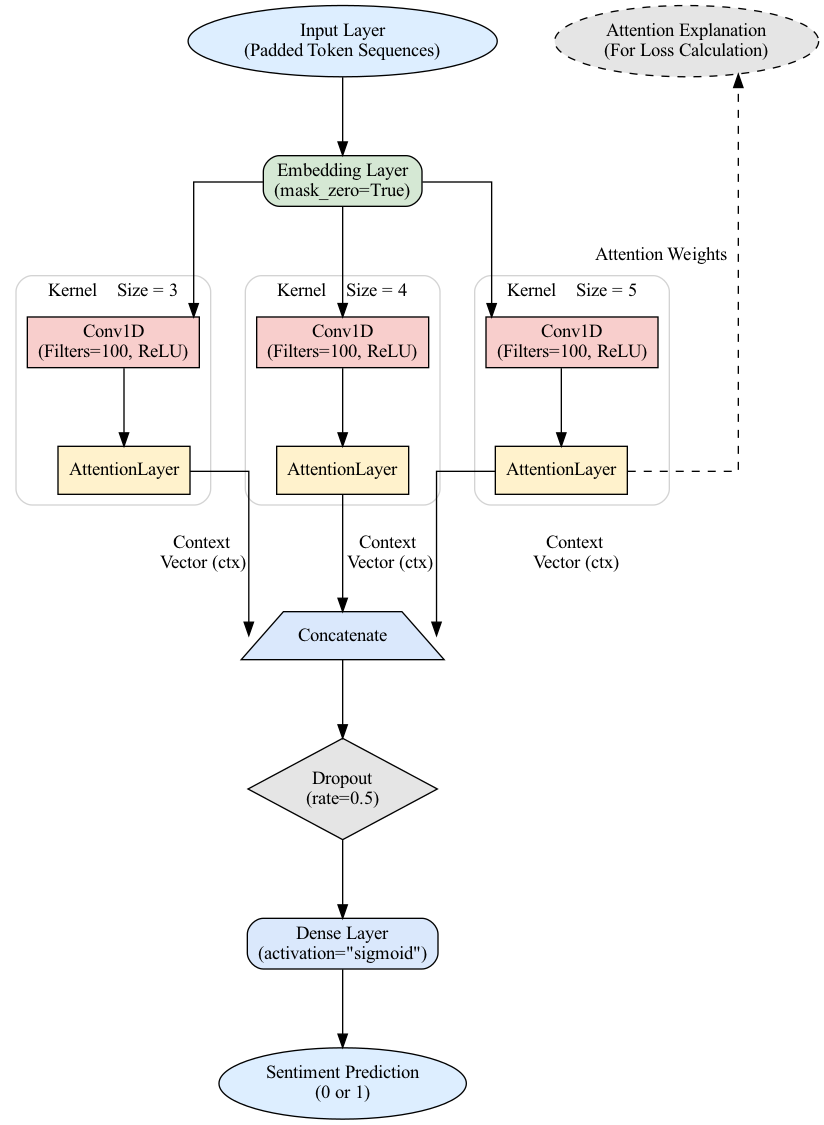 Input Layer
(Padded Token Sequences)
Attention Explanation
(For Loss Calculation)
Embedding Layer
(mask_zero=True)
Attention Weights
Kernel Size = 3
Kernel Size = 4
Kernel Size = 5
Conv1D
(Filters=100, ReLU)
Conv1D
(Filters=100, ReLU)
Conv1D
(Filters=100, ReLU)
AttentionLayer
AttentionLayer
AttentionLayer
Context
Vector (ctx)
Context
Vector (ctx)
Context
Vector (ctx)
Concatenate
Dropout
(rate=0.5)
Dense Layer
(activation="sigmoid")
Sentiment Prediction
(0 or 1)